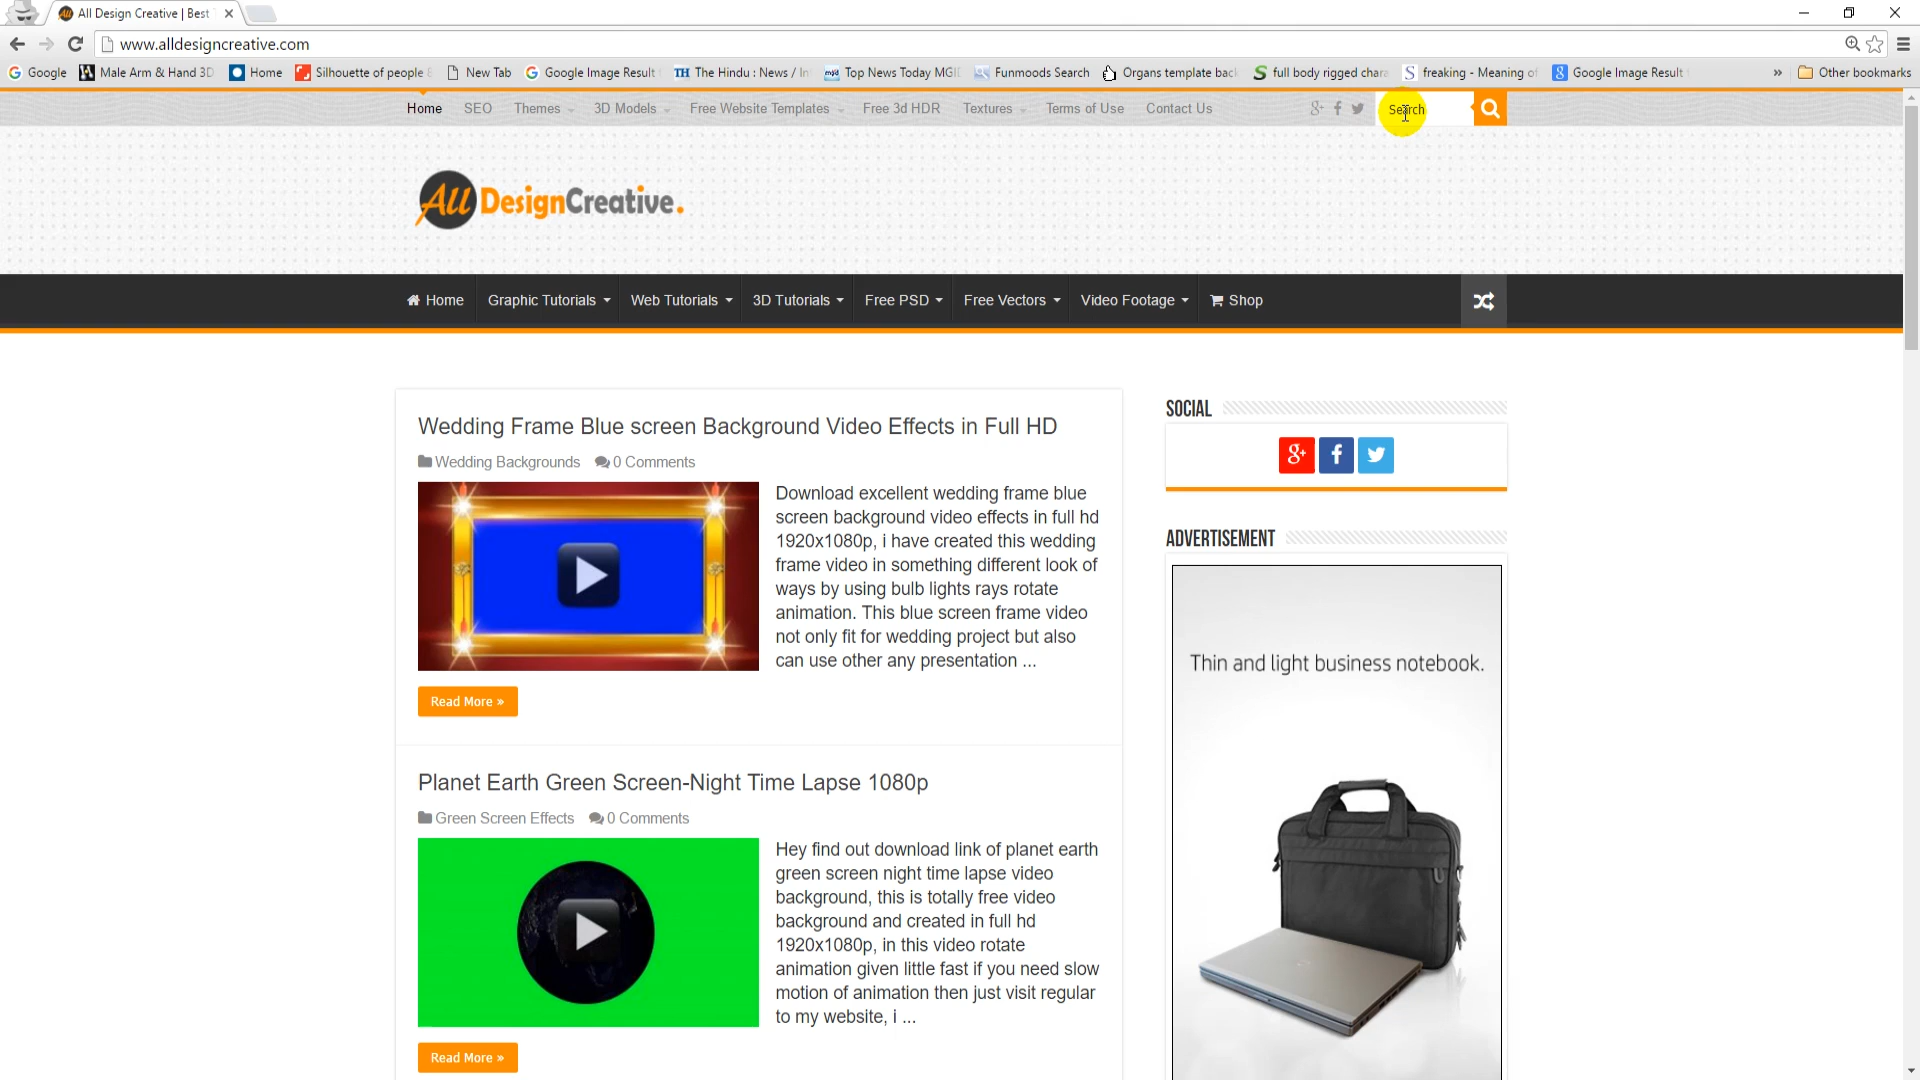 All Design Creative | Best
www.alldesigncreative.com
Google
Male Arm & Hand 3D
Home
Silhouette of people
New Tab
Google Image Result
TH The Hindu : News / In
Top News Today MGI
Funmoods Search
Organs template back
full body rigged chara
freaking - Meaning o
Google Image Result
»
Other bookmarks
Home
SEO
Themes
3D Models
Free Website Templates
Free 3d HDR
Textures
Terms of Use
Contact Us
Search
All DesignCreative.
Home
Graphic Tutorials
Web Tutorials
3D Tutorials
Free PSD
Free Vectors
Video Footage
Shop
Wedding Frame Blue screen Background Video Effects in Full HD
Wedding Backgrounds 0 Comments
Download excellent wedding frame blue
screen background video effects in full hd
1920x1080p, i have created this wedding
frame video in something different look of
ways by using bulb lights rays rotate
animation. This blue screen frame video
not only fit for wedding project but also
can use other any presentation ...
Read More »
Planet Earth Green Screen-Night Time Lapse 1080p
Green Screen Effects 0 Comments
Hey find out download link of planet earth
green screen night time lapse video
background, this is totally free video
background and created in full hd
1920x1080p, in this video rotate
animation given little fast if you need slow
motion of animation then just visit regular
to my website, i ...
Read More »
SOCIAL
ADVERTISEMENT
Thin and light business notebook.